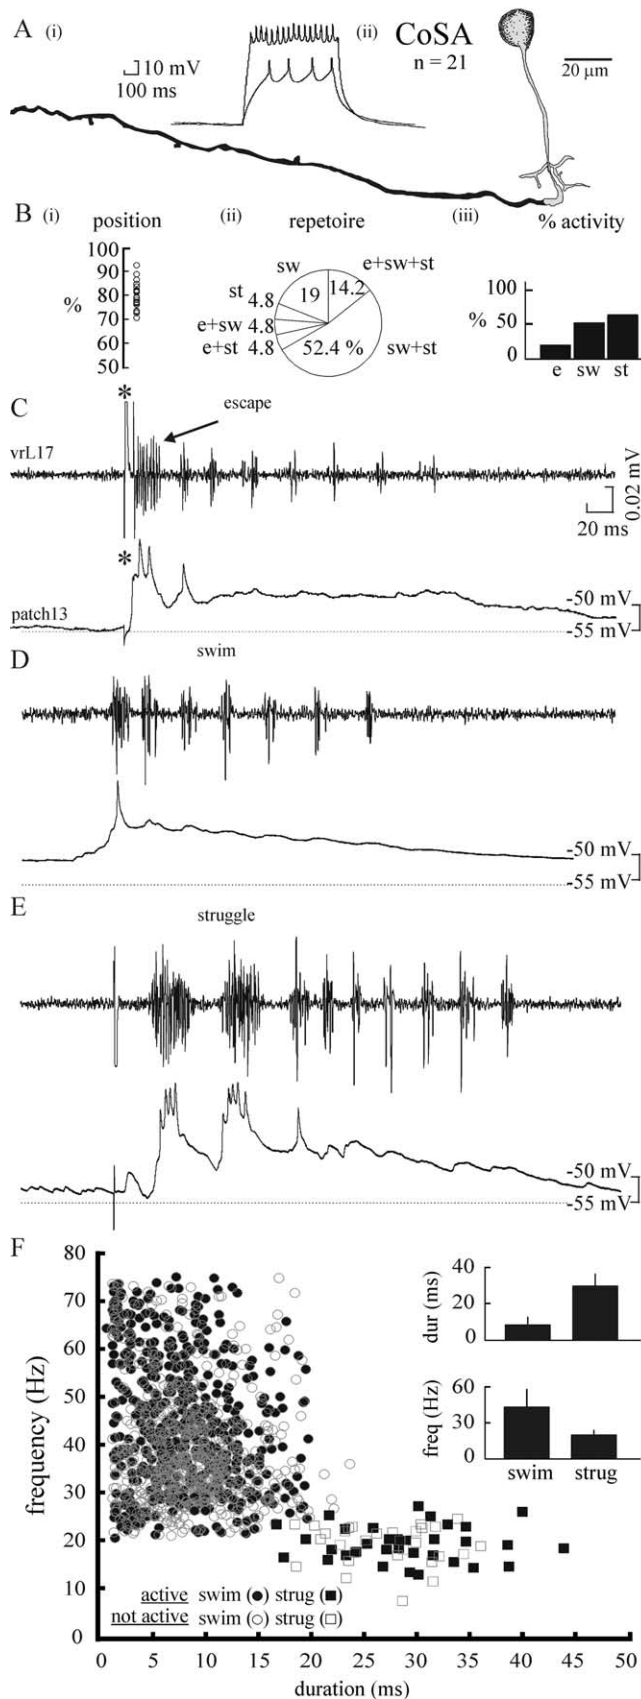 A (i) (ii) CoSA
n = 21
10 mV
100 ms
20 µm
B (i) position (ii) repetoire (iii) % activity
100
90
80
70
60
50
%
sw
e+sw+st
st
e+sw
e+st
sw+st
19
14.2
4.8
4.8
4.8
52.4 %
100
% 50
0
e sw st
C
*
escape
vrL17
0.02 mV
20 ms
*
patch13
-50 mV
-55 mV
D swim
-50 mV
-55 mV
E struggle
-50 mV
-55 mV
F
80
70
60
50
40
30
20
10
0
frequency (Hz)
40
20
0
dur (ms)
60
30
0
freq (Hz)
swim strug
active swim (●) strug (■)
not active swim (○) strug (□)
0 5 10 15 20 25 30 35 40 45 50
duration (ms)